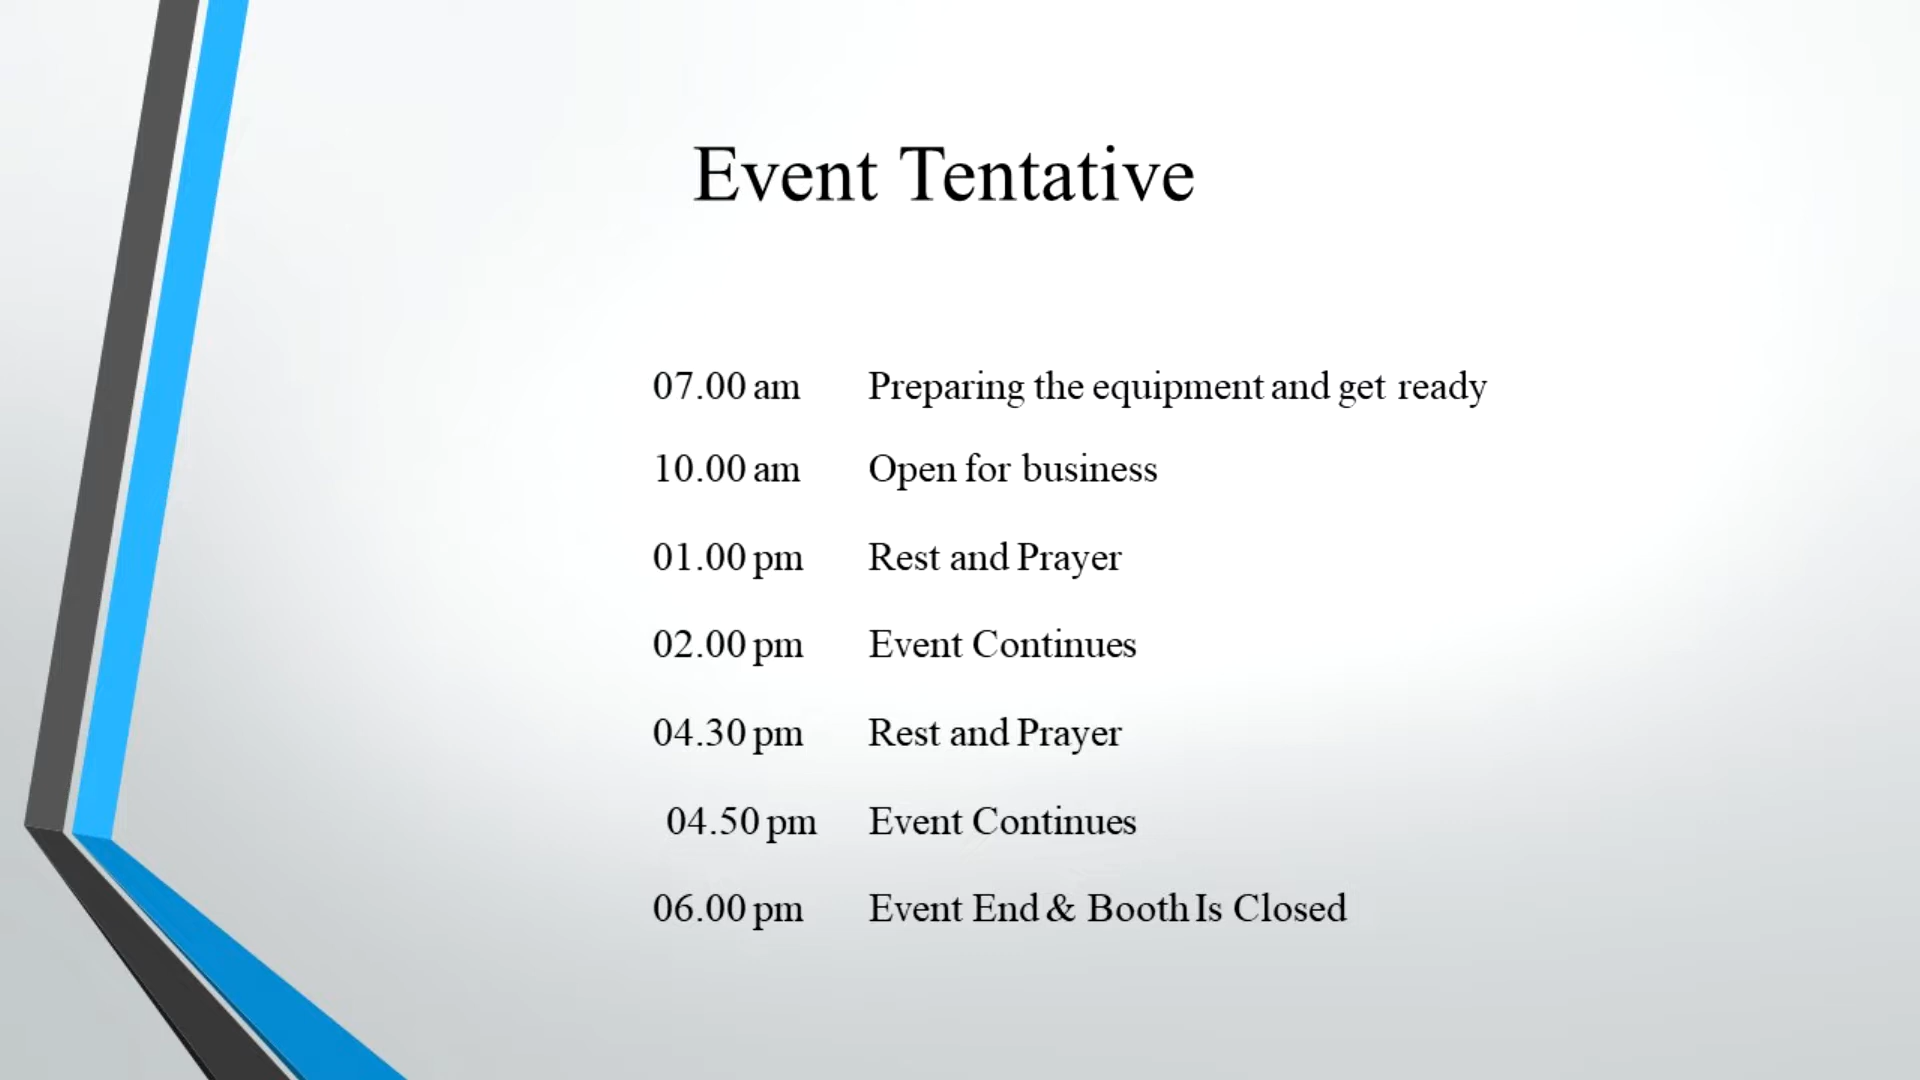 Event Tentative
07.00 am Preparing the equipment and get ready
10.00 am Open for business
01.00 pm Rest and Prayer
02.00 pm Event Continues
04.30 pm Rest and Prayer
04.50 pm Event Continues
06.00 pm Event End & Booth Is Closed